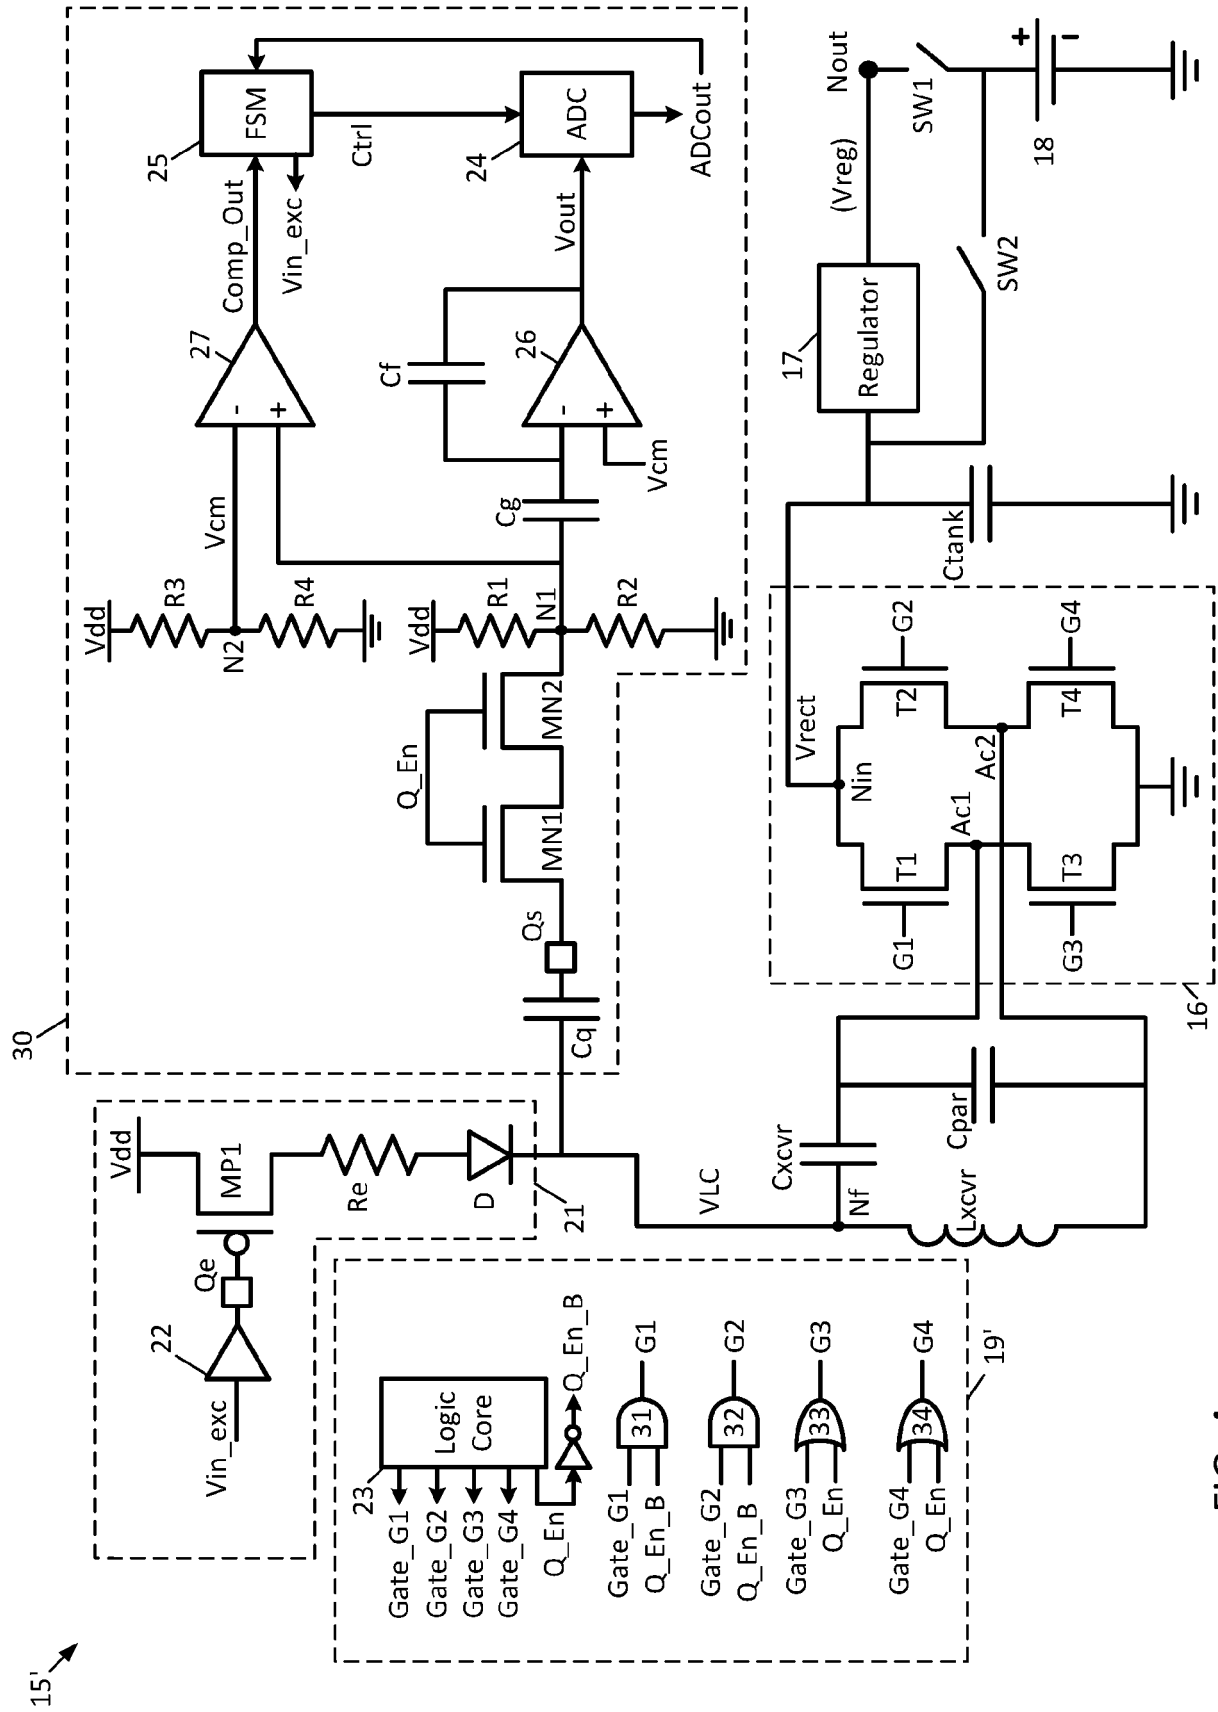 15'
30
Vdd
MP1
Qe
22
Vin_exc
Re
D
21
Cq
Qs
Q_En
MN1
MN2
Vdd
R3
N2
R4
Vcm
Vdd
R1
N1
R2
Cg
Cf
27
-
+
Comp_Out
26
-
+
Vcm
Vout
25
FSM
Vin_exc
Ctrl
24
ADC
ADCout
23
Logic
Core
Gate_G1
Gate_G2
Gate_G3
Gate_G4
Q_En
Q_En_B
Gate_G1
Q_En_B
31
G1
Gate_G2
Q_En_B
32
G2
Gate_G3
Q_En
33
G3
Gate_G4
Q_En
34
G4
19'
VLC
Nf
Cxcvr
Lxcvr
Cpar
16
Vrect
Nin
G1
T1
T2
G2
Ac1
Ac2
G3
T3
T4
G4
Ctank
17
Regulator
(Vreg)
Nout
SW1
SW2
18
+
-